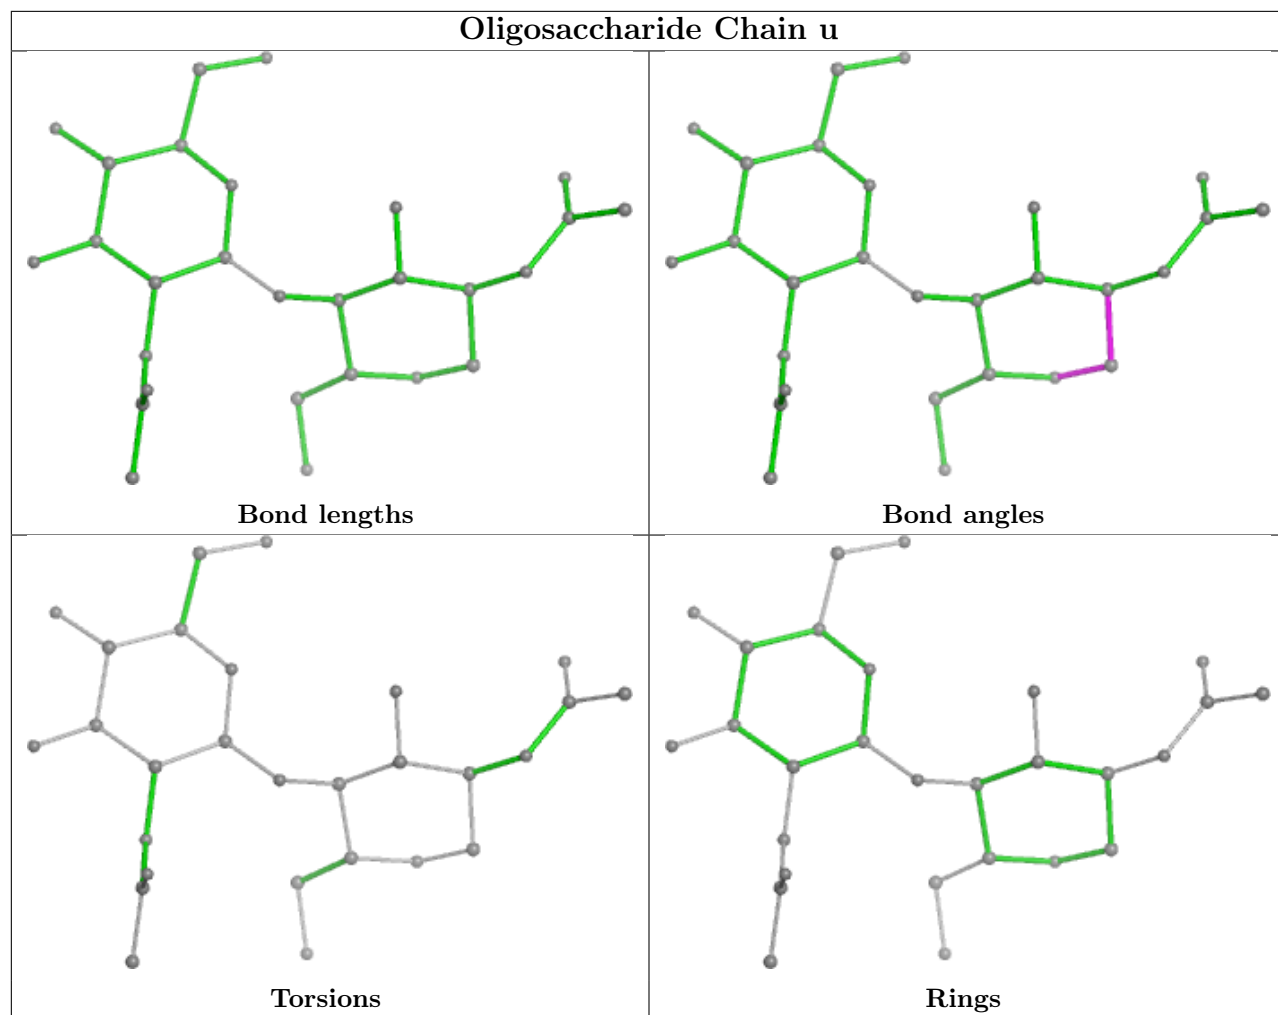 Oligosaccharide Chain u
Bond lengths
Bond angles
Torsions
Rings